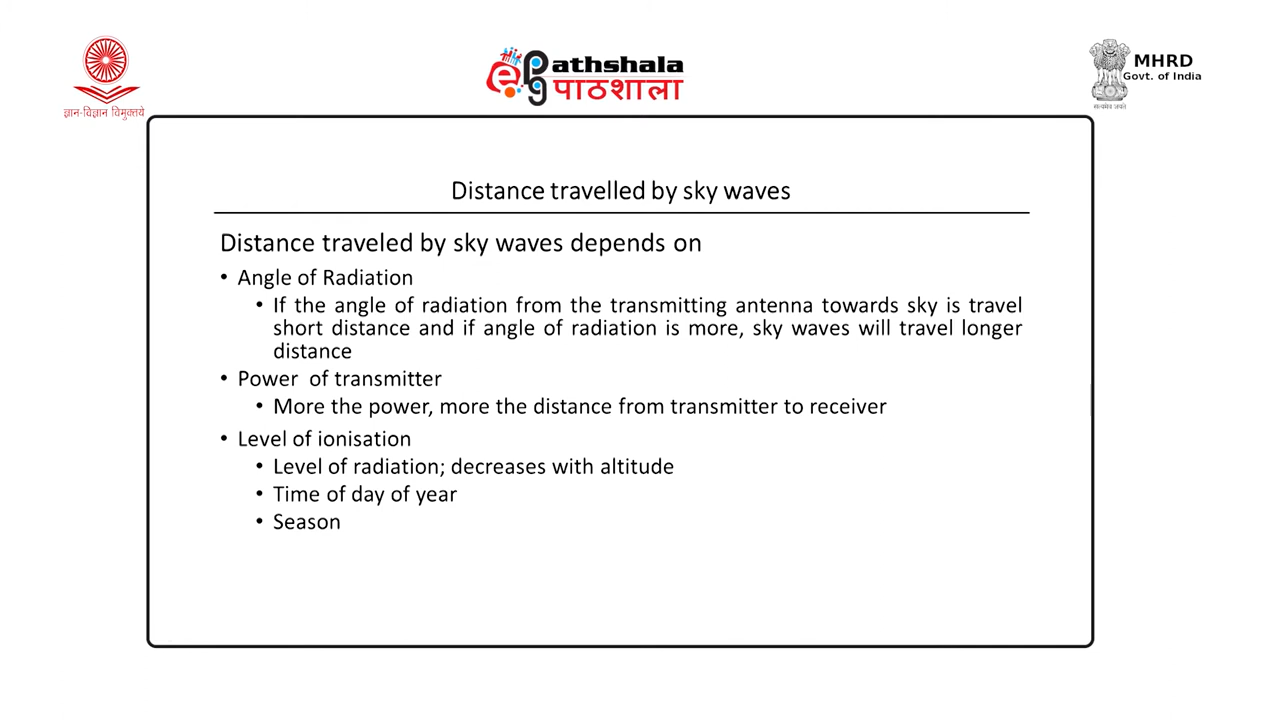 ज्ञान-विज्ञान विमुक्तये
epg athshala
पाठशाला
MHRD
Govt. of India
सत्यमेव जयते
Distance travelled by sky waves
Distance traveled by sky waves depends on
• Angle of Radiation
• If the angle of radiation from the transmitting antenna towards sky is travel
short distance and if angle of radiation is more, sky waves will travel longer
distance
• Power of transmitter
• More the power, more the distance from transmitter to receiver
• Level of ionisation
• Level of radiation; decreases with altitude
• Time of day of year
• Season